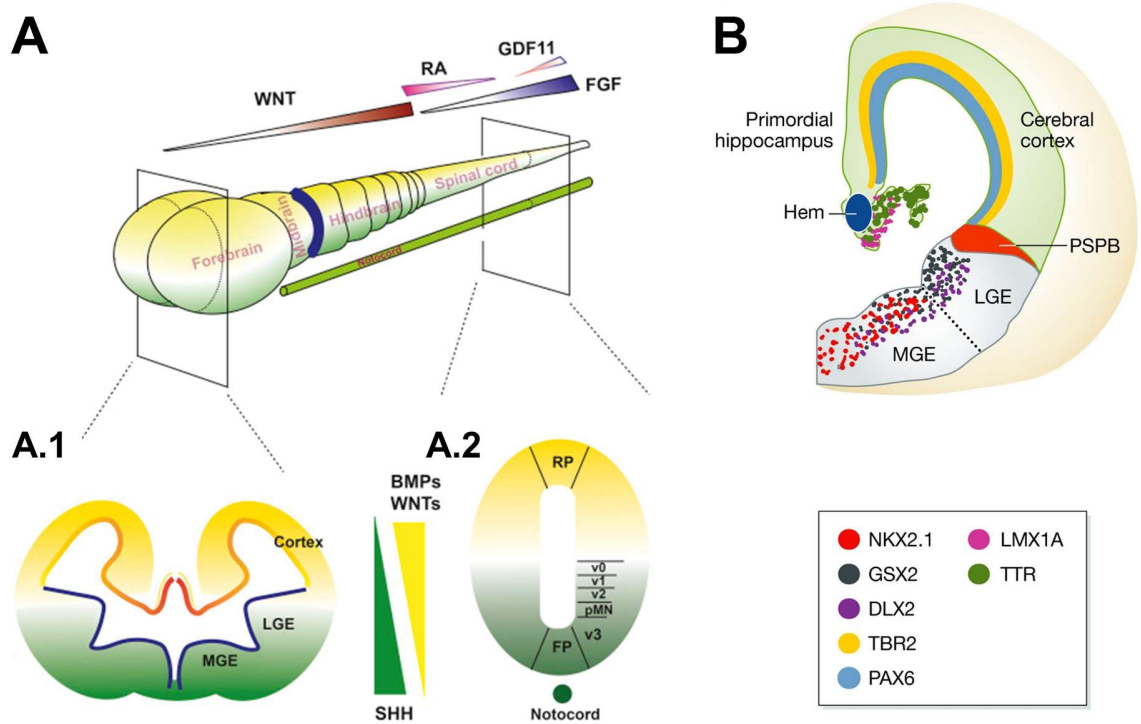 A
GDF11
RA
FGF
WNT
Spinal cord
Hindbrain
Midbrain
Forebrain
Notocord
B
Primordial
hippocampus
Cerebral
cortex
Hem
PSPB
LGE
MGE
A.1
Cortex
LGE
MGE
BMPs
WNTs
SHH
A.2
RP
v0
v1
v2
pMN
v3
FP
Notocord
NKX2.1
GSX2
DLX2
TBR2
PAX6
LMX1A
TTR